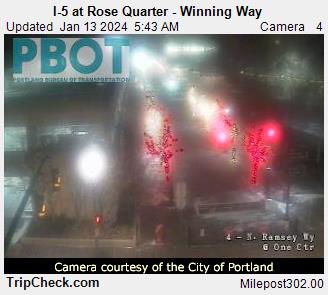 I-5 at Rose Quarter - Winning Way
Updated Jan 13 2024 5:43 AM Camera 4
PBOT
PORTLAND BUREAU OF TRANSPORTATION
4 - N. Ramsey Wy
@ One Ctr
Camera courtesy of the City of Portland
TripCheck.com Milepost302.00